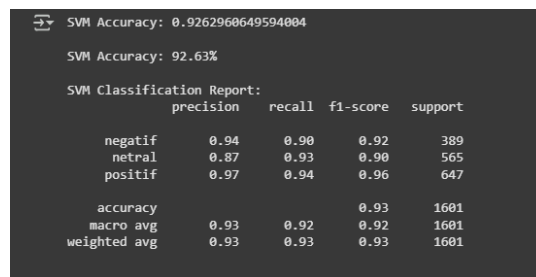 SVM Accuracy: 0.9262960649594004
SVM Accuracy: 92.63%
SVM Classification Report:
precision recall f1-score support
negatif 0.94 0.90 0.92 389
netral 0.87 0.93 0.90 565
positif 0.97 0.94 0.96 647
accuracy 0.93 1601
macro avg 0.93 0.92 0.92 1601
weighted avg 0.93 0.93 0.93 1601